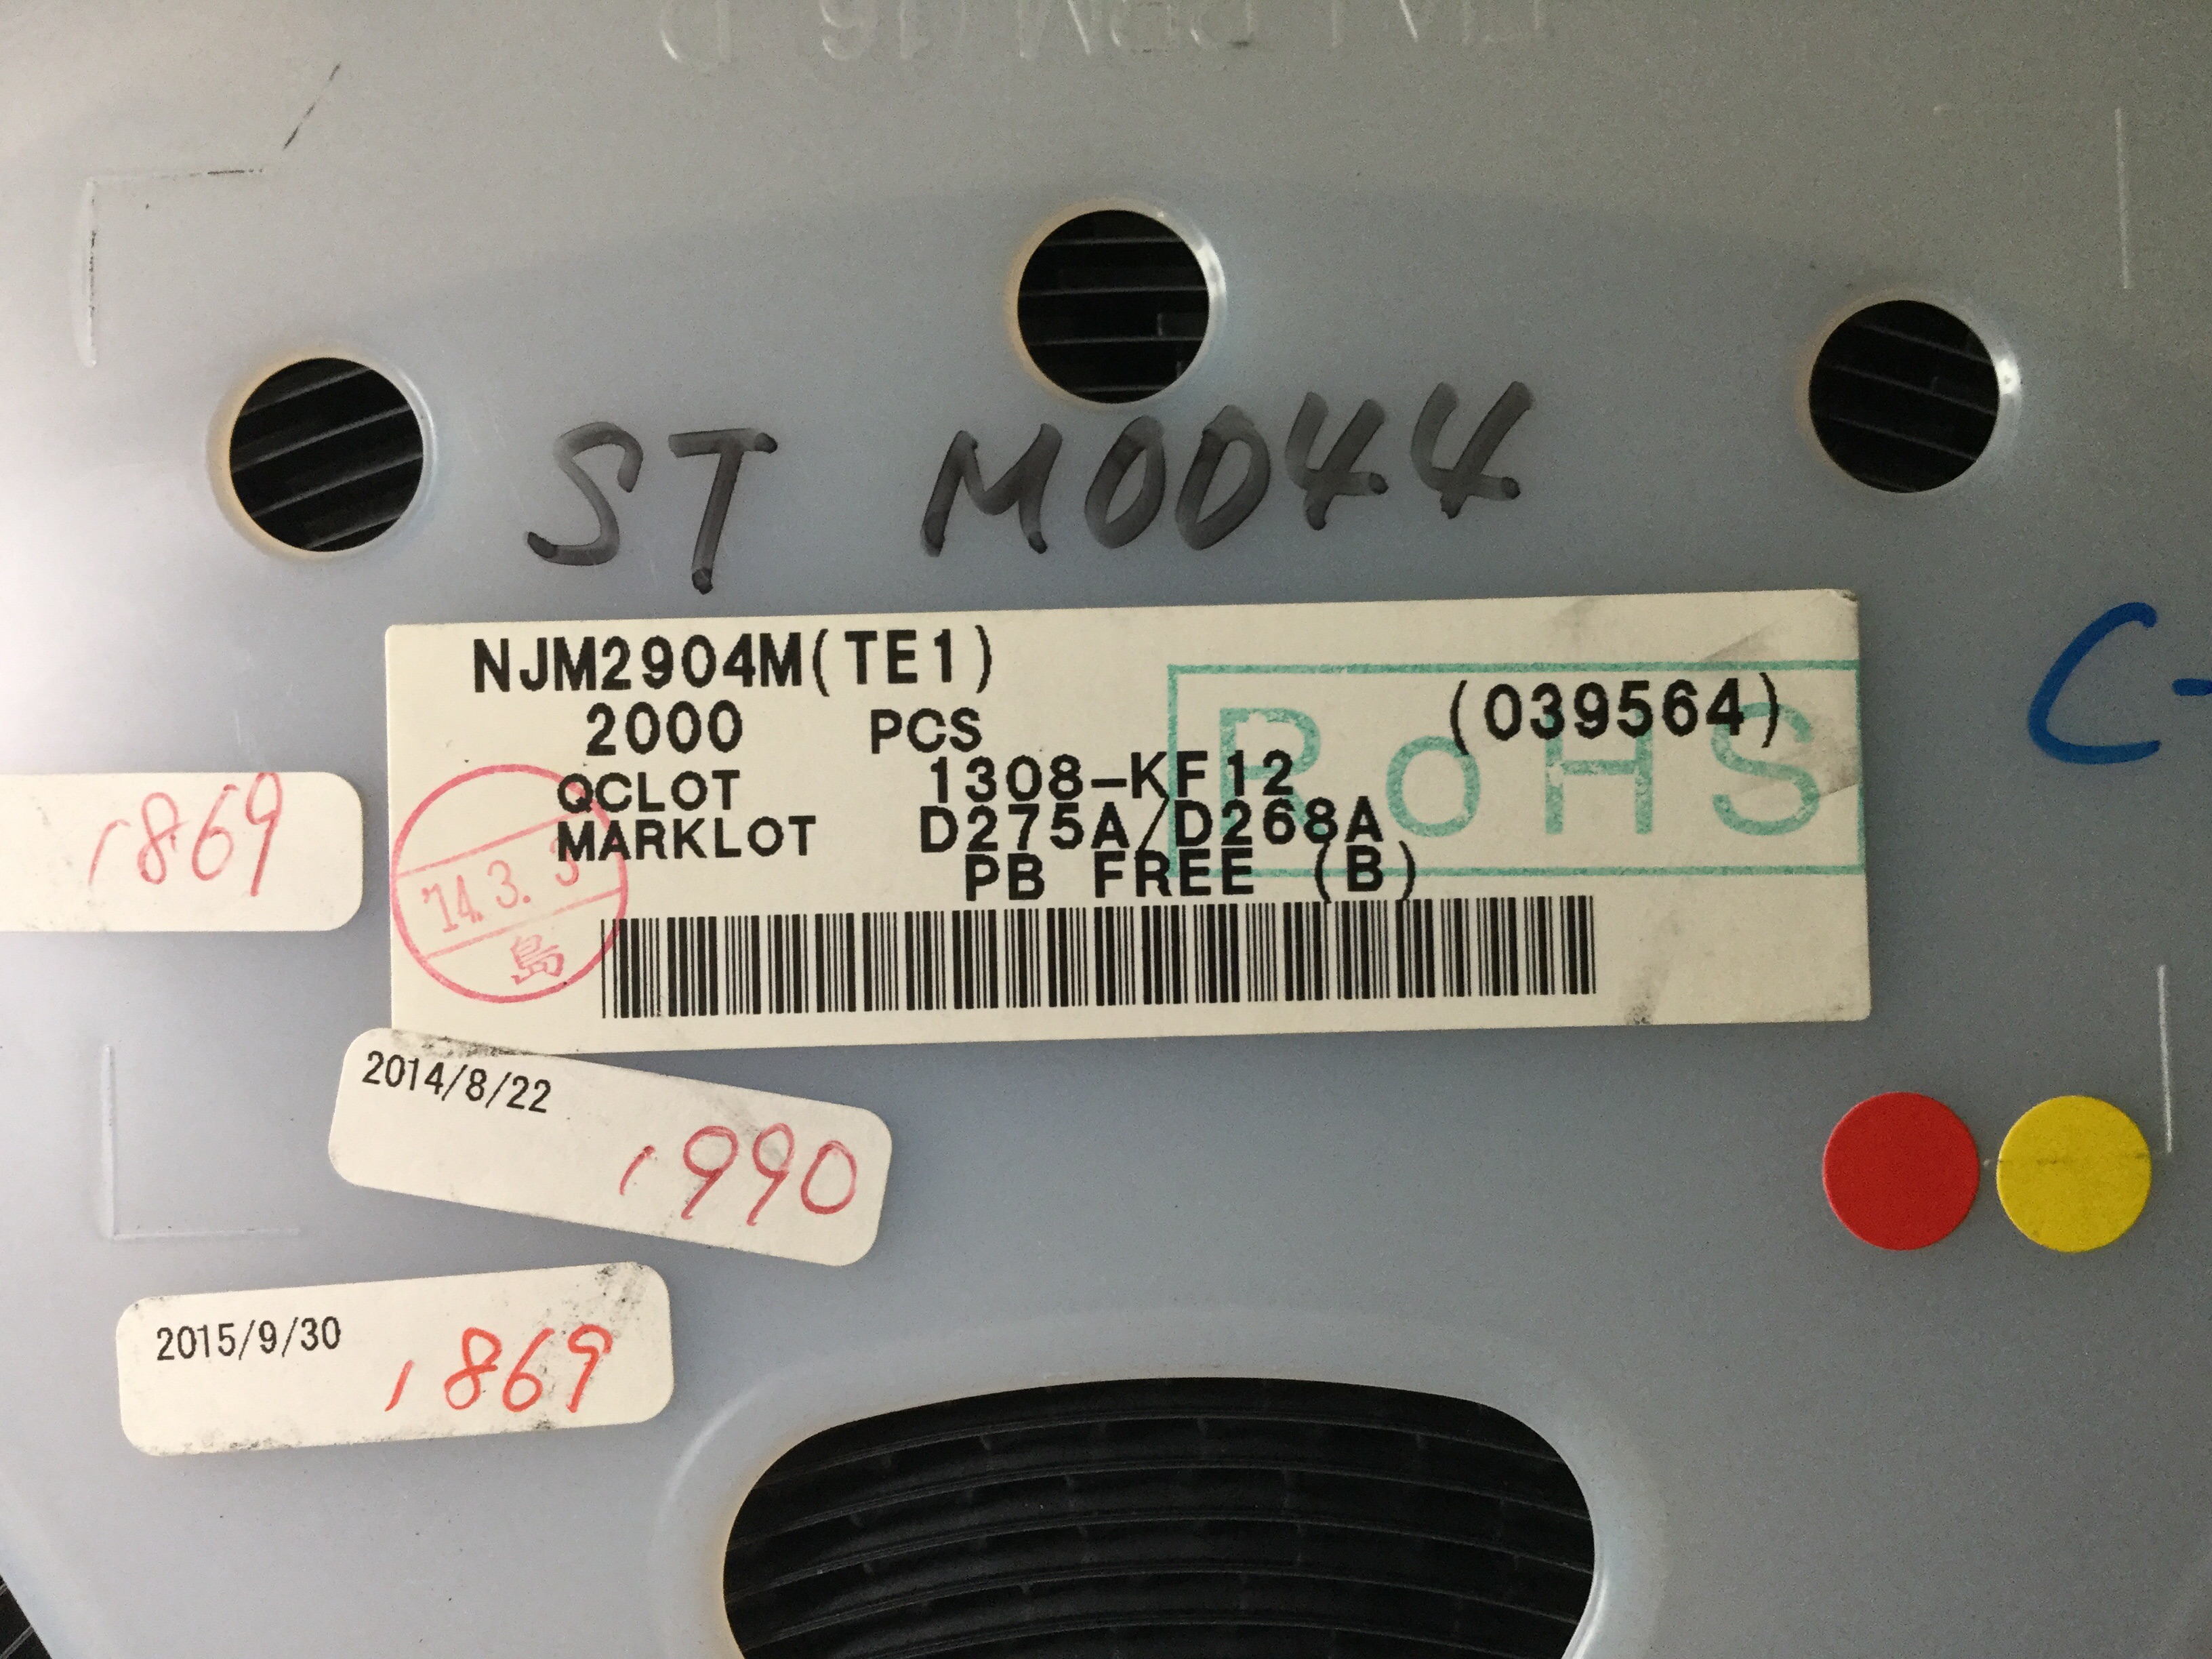 ST M0044
NJM2904M(TE1)
2000 PCS (039564)
RoHS
QCLOT 1308-KF12
MARKLOT D275A/D268A
PB FREE (B)
'14.3. 3
島
C-
1869
2014/8/22
1990
2015/9/30
1869